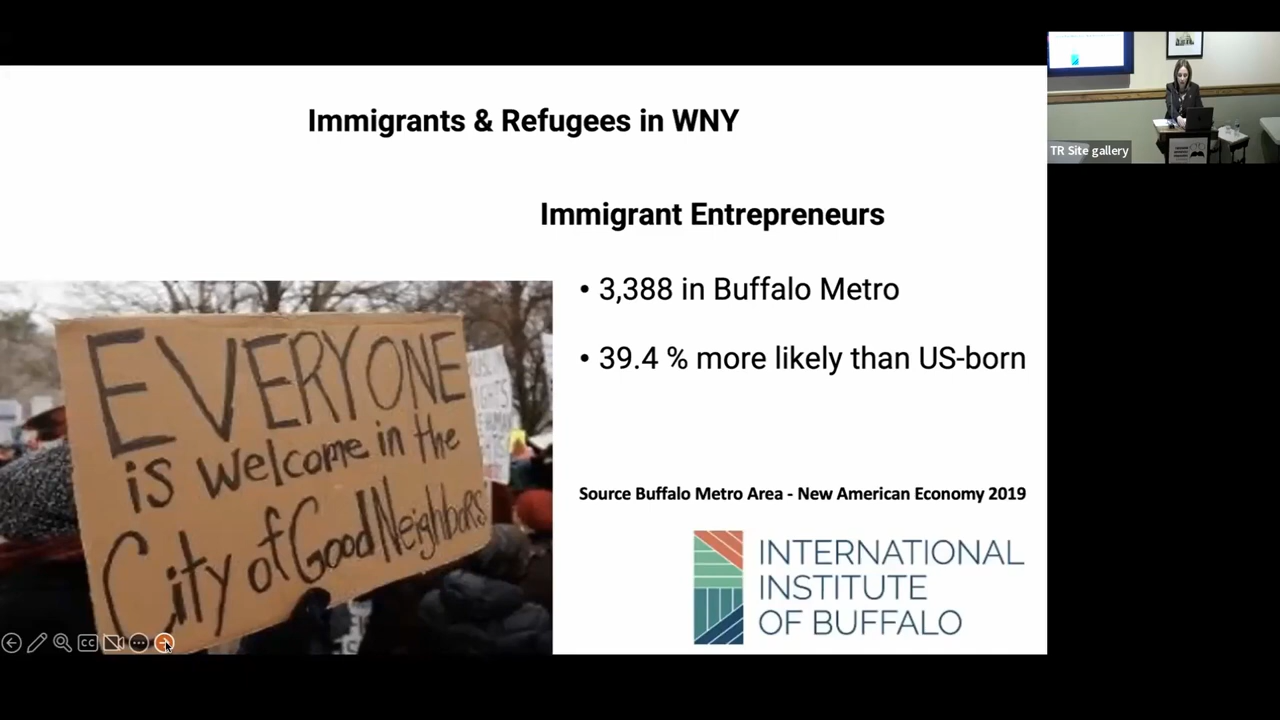 Immigrants & Refugees in WNY
Immigrant Entrepreneurs
• 3,388 in Buffalo Metro
• 39.4 % more likely than US-born
EVERYONE
is welcome in the
City of Good Neighbors
Source Buffalo Metro Area - New American Economy 2019
INTERNATIONAL
INSTITUTE
OF BUFFALO
CC
TR Site gallery